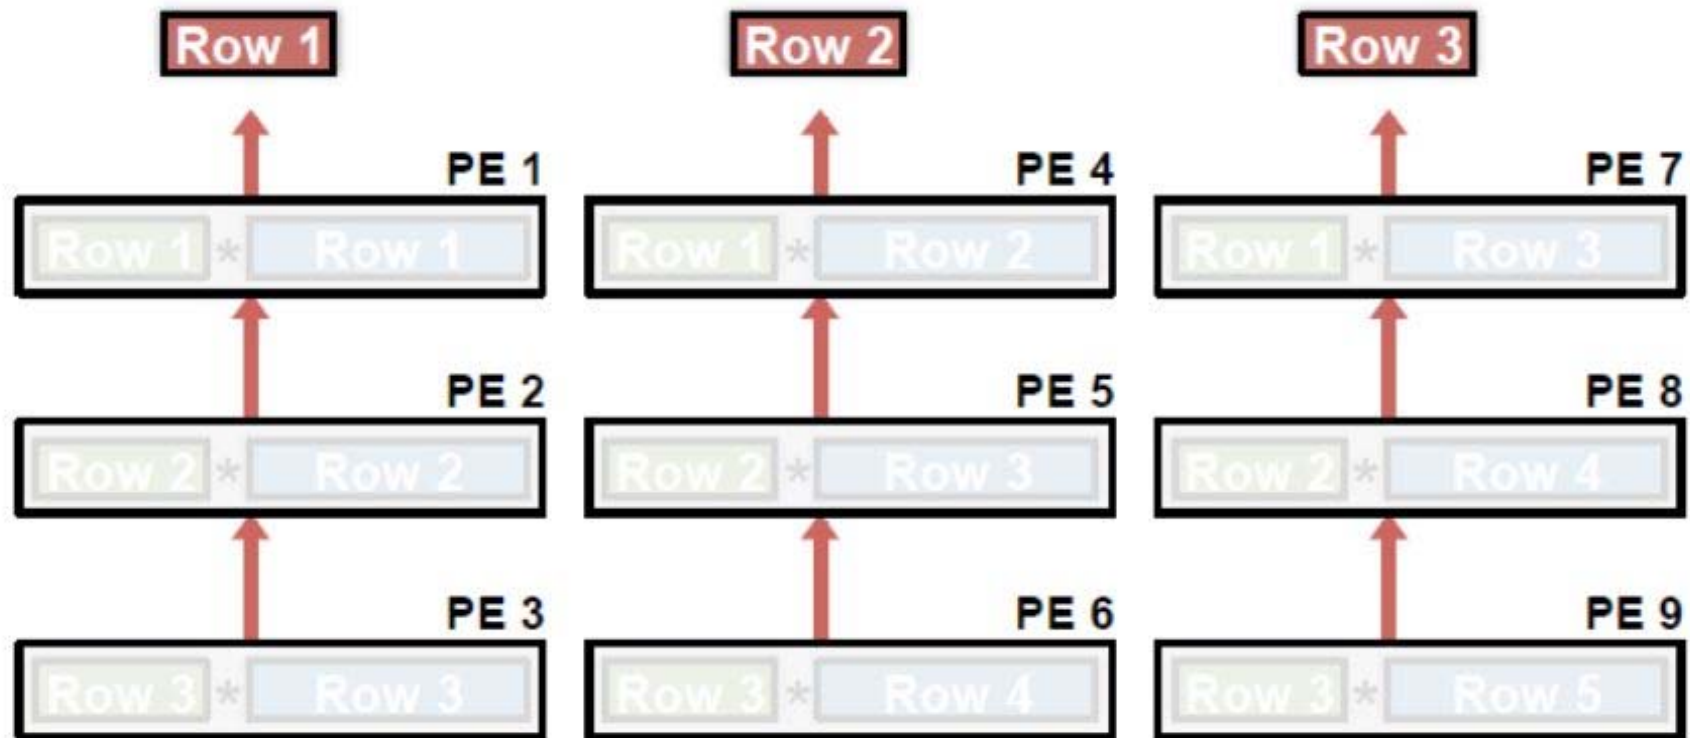 Row 1 Row 2 Row 3
PE 1 PE 4 PE 7
Row 1 * Row 1 Row 1 * Row 2 Row 1 * Row 3
PE 2 PE 5 PE 8
Row 2 * Row 2 Row 2 * Row 3 Row 2 * Row 4
PE 3 PE 6 PE 9
Row 3 * Row 3 Row 3 * Row 4 Row 3 * Row 5